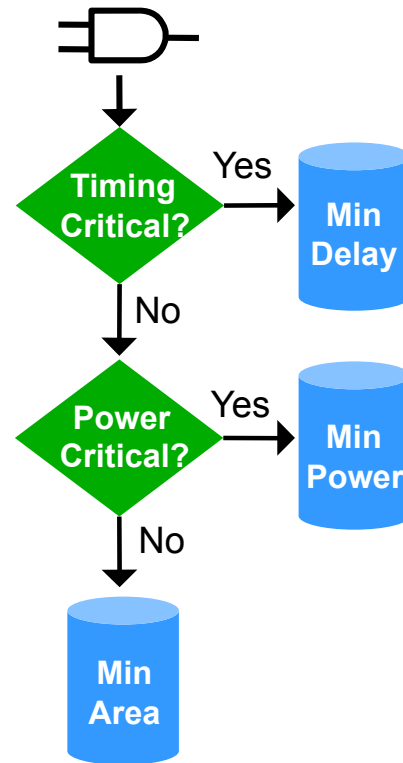 Timing
Critical?
Yes
Min
Delay
No
Power
Critical?
Yes
Min
Power
No
Min
Area